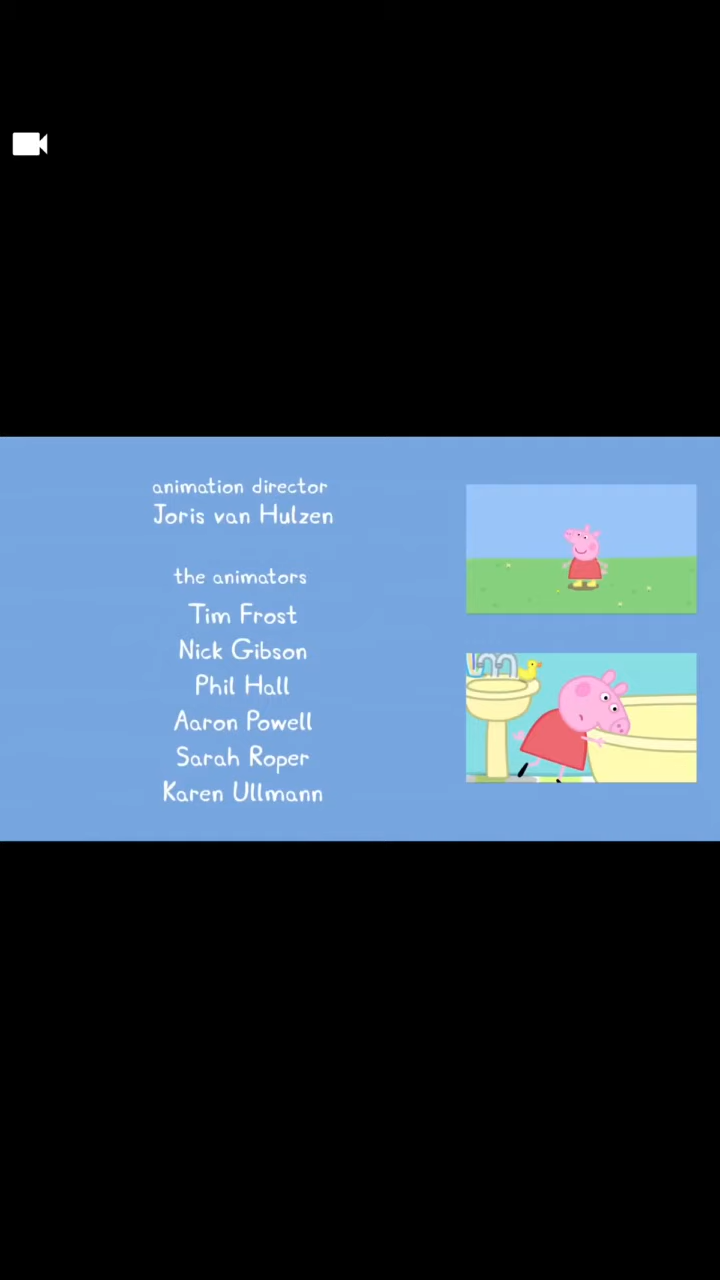 animation director
Joris van Hulzen
the animators
Tim Frost
Nick Gibson
Phil Hall
Aaron Powell
Sarah Roper
Karen Ullmann